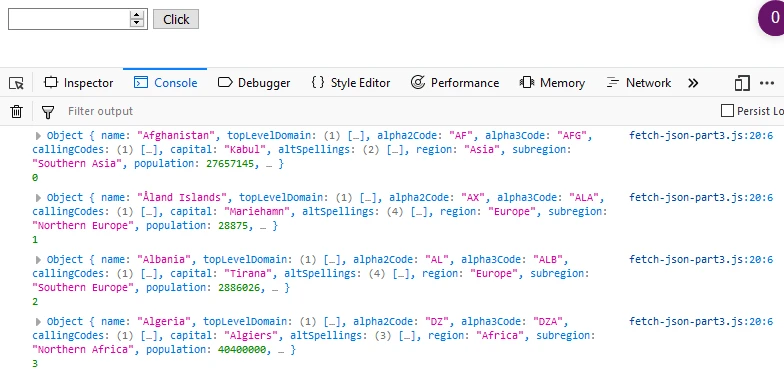 Click
0
Inspector Console Debugger {} Style Editor Performance Memory Network »
Filter output Persist Lo
Object { name: "Afghanistan", topLevelDomain: (1) […], alpha2Code: "AF", alpha3Code: "AFG", fetch-json-part3.js:20:6
callingCodes: (1) […], capital: "Kabul", altSpellings: (2) […], region: "Asia", subregion:
"Southern Asia", population: 27657145, … }
0
Object { name: "Åland Islands", topLevelDomain: (1) […], alpha2Code: "AX", alpha3Code: "ALA", fetch-json-part3.js:20:6
callingCodes: (1) […], capital: "Mariehamn", altSpellings: (4) […], region: "Europe", subregion:
"Northern Europe", population: 28875, … }
1
Object { name: "Albania", topLevelDomain: (1) […], alpha2Code: "AL", alpha3Code: "ALB", fetch-json-part3.js:20:6
callingCodes: (1) […], capital: "Tirana", altSpellings: (4) […], region: "Europe", subregion:
"Southern Europe", population: 2886026, … }
2
Object { name: "Algeria", topLevelDomain: (1) […], alpha2Code: "DZ", alpha3Code: "DZA", fetch-json-part3.js:20:6
callingCodes: (1) […], capital: "Algiers", altSpellings: (3) […], region: "Africa", subregion:
"Northern Africa", population: 40400000, … }
3